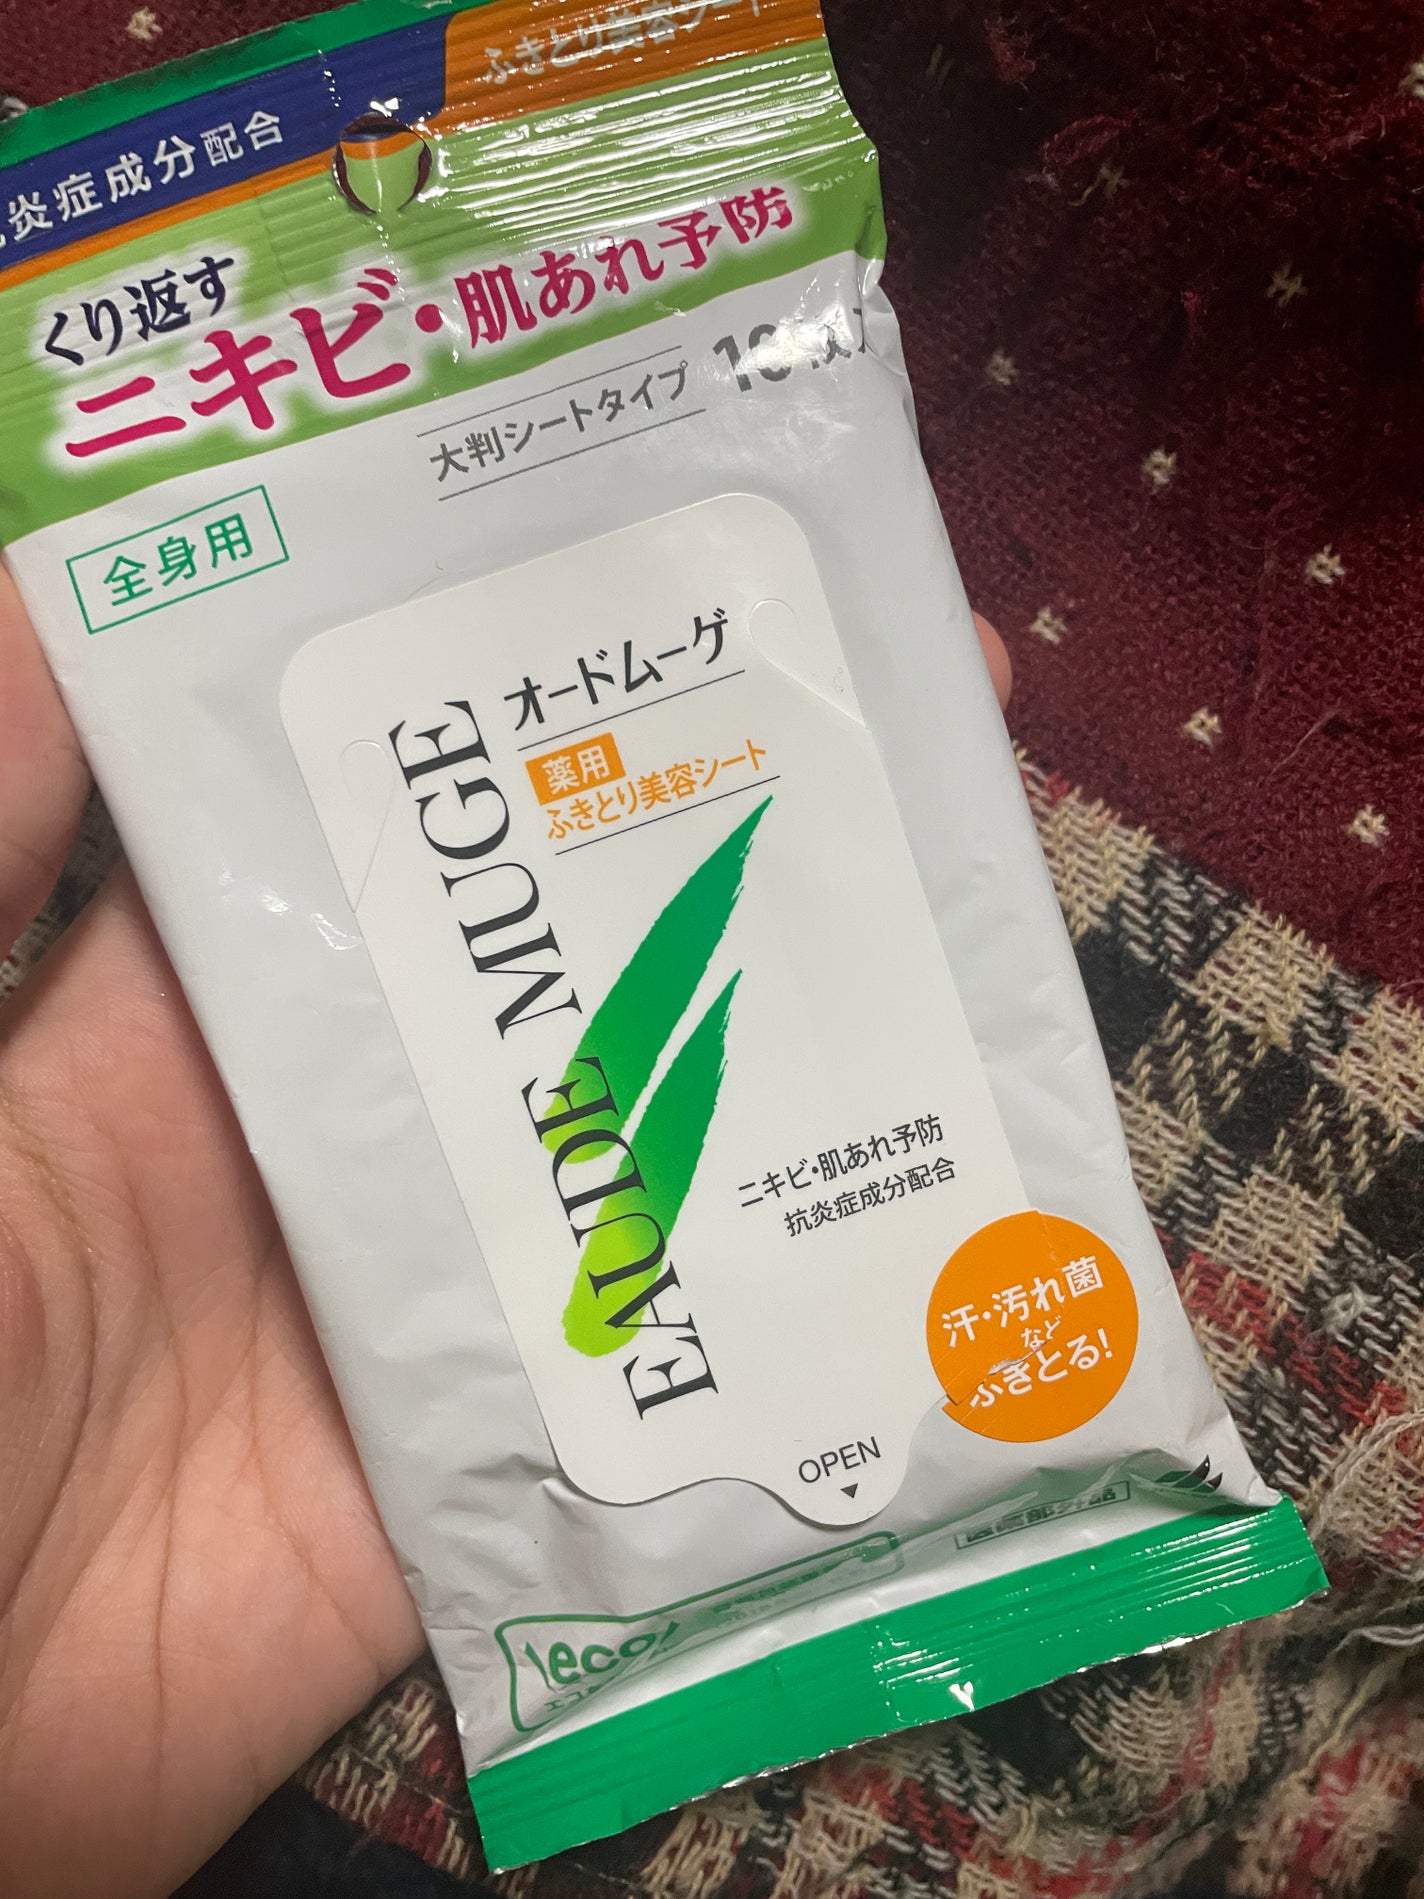 ふきとり美容シート
炎症成分配合
くり返す
ニキビ・肌あれ予防
大判シートタイプ
全身用
オードムーゲ
薬用
ふきとり美容シート
EAUDE MUGE
ニキビ・肌あれ予防
抗炎症成分配合
汗・汚れ菌
など
ふきとる!
OPEN
医薬部外品
eco